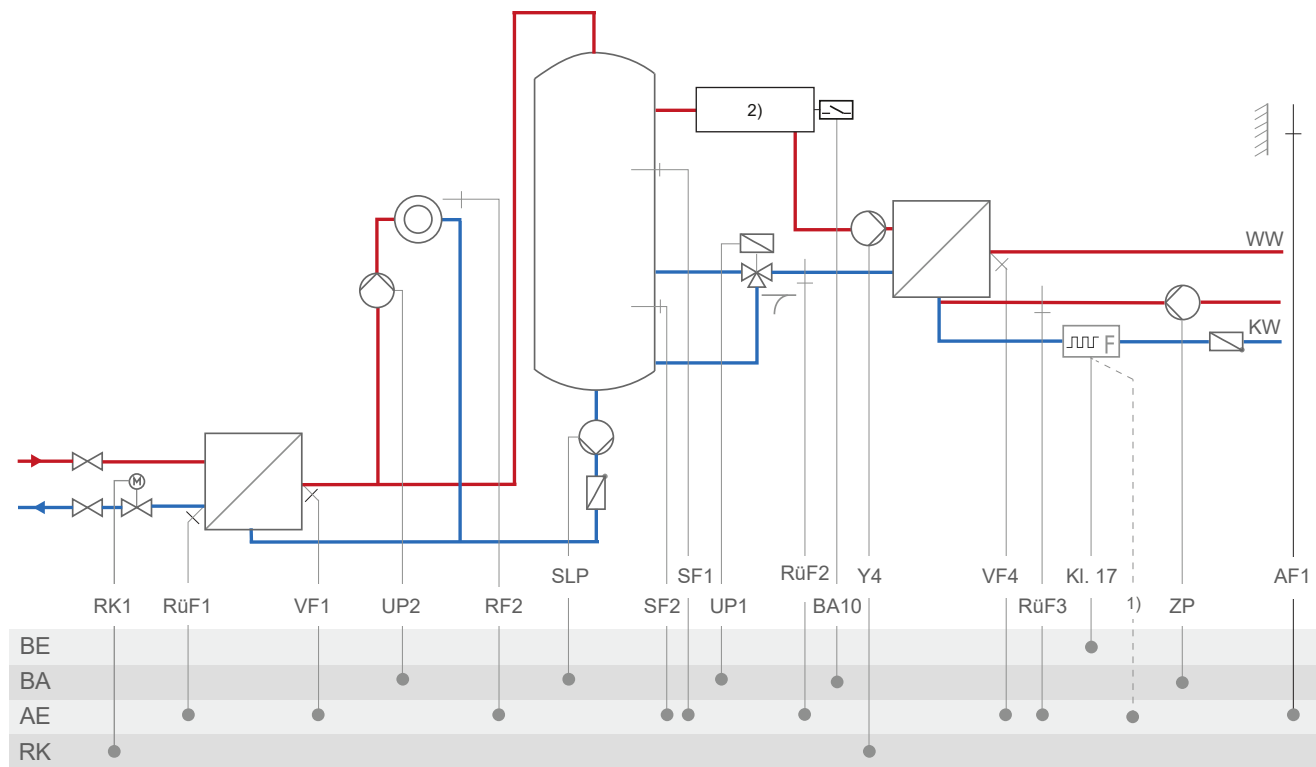 2)
WW
KW
F
M
SLP
SF1
RüF2
Y4
VF4
Kl. 17
AF1
RK1
RüF1
VF1
UP2
RF2
SF2
UP1
BA10
RüF3
1)
ZP
BE
BA
AE
RK